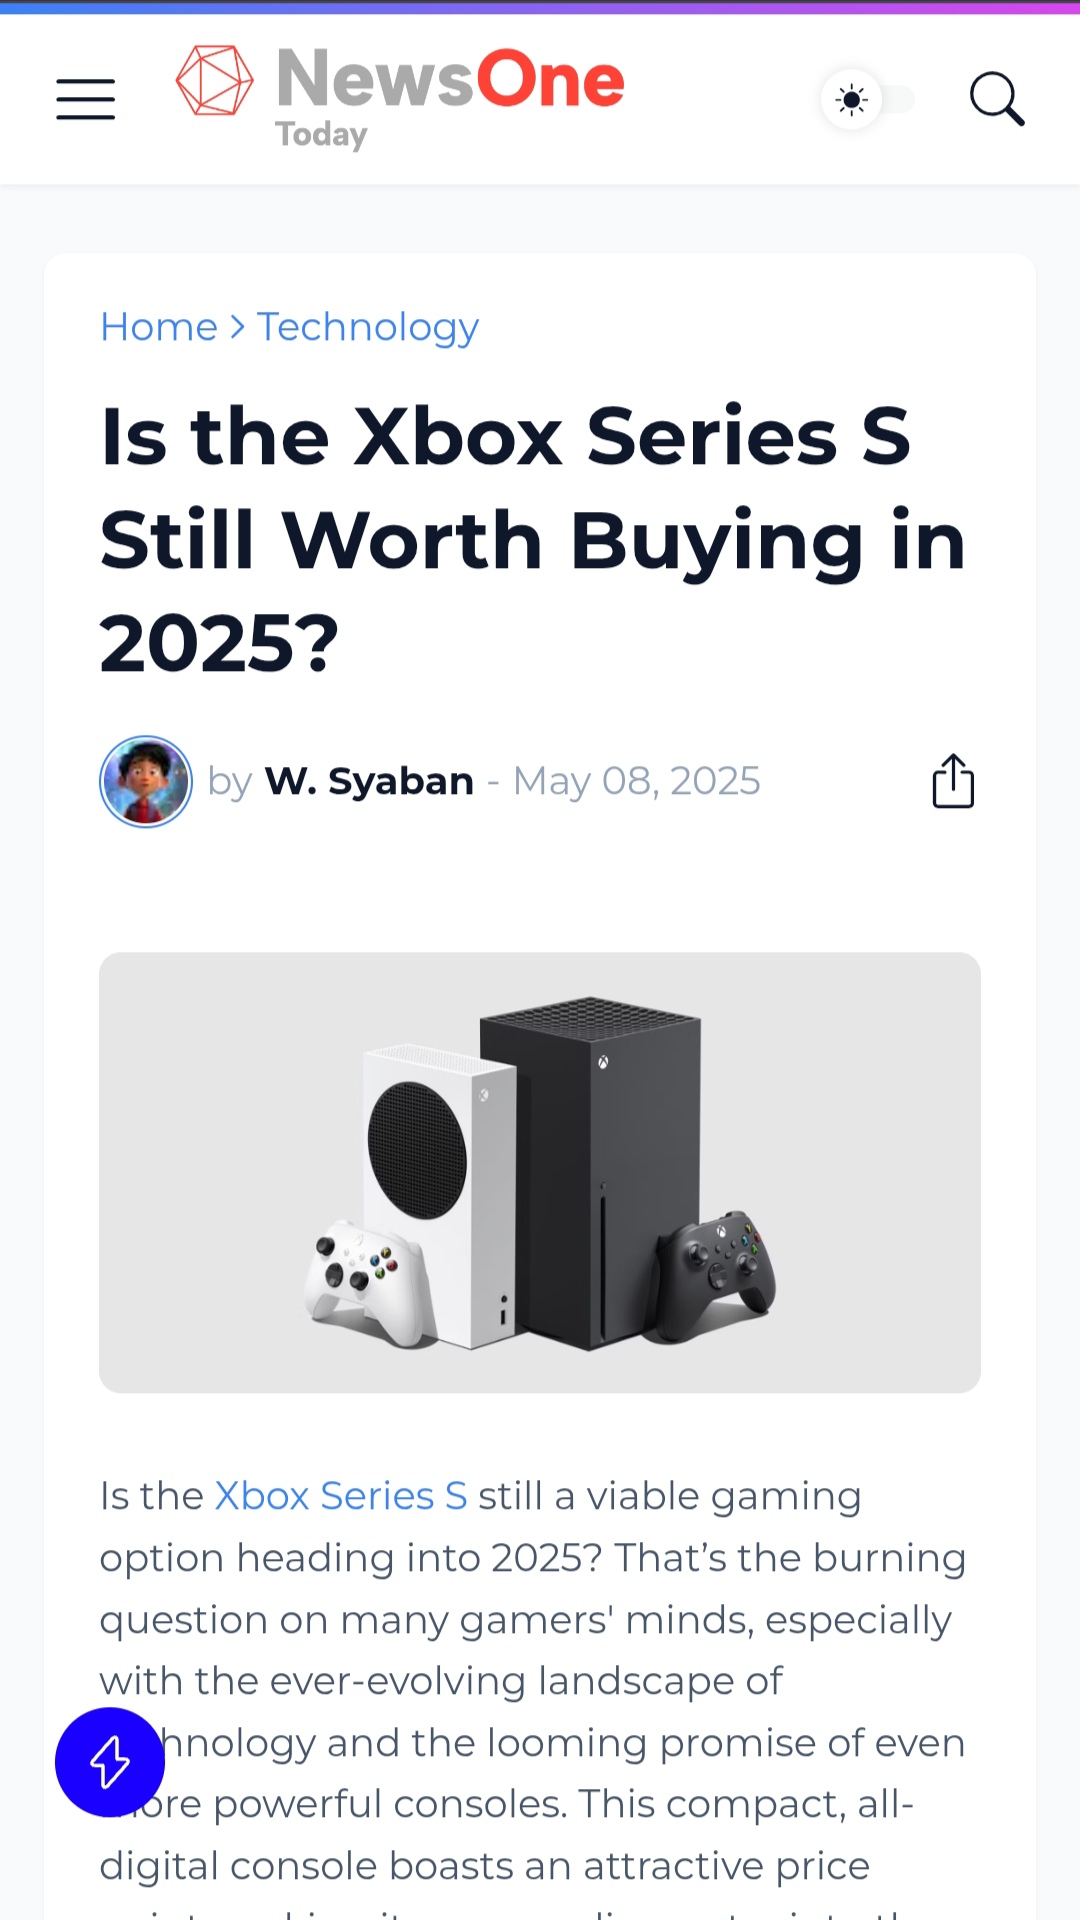 NewsOne
Today
Home > Technology
Is the Xbox Series S
Still Worth Buying in
2025?
by W. Syaban - May 08, 2025
Is the Xbox Series S still a viable gaming
option heading into 2025? That’s the burning
question on many gamers' minds, especially
with the ever-evolving landscape of
hnology and the looming promise of even
ore powerful consoles. This compact, all-
digital console boasts an attractive price